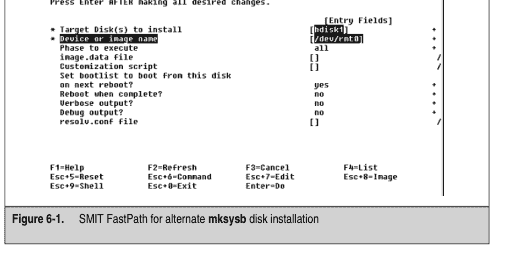 Press Enter AFTER making all desired changes.
[Entry Fields]
* Target Disk(s) to install [hdisk1] +
* Device or image name [/dev/rmt0] +
Phase to execute all +
image.data file [] /
Customization script [] /
Set bootlist to boot from this disk
on next reboot? yes +
Reboot when complete? no +
Verbose output? no +
Debug output? no +
resolv.conf file [] /
F1=Help F2=Refresh F3=Cancel F4=List
Esc+5=Reset Esc+6=Command Esc+7=Edit Esc+8=Image
Esc+9=Shell Esc+0=Exit Enter=Do
Figure 6-1. SMIT FastPath for alternate mksysb disk installation